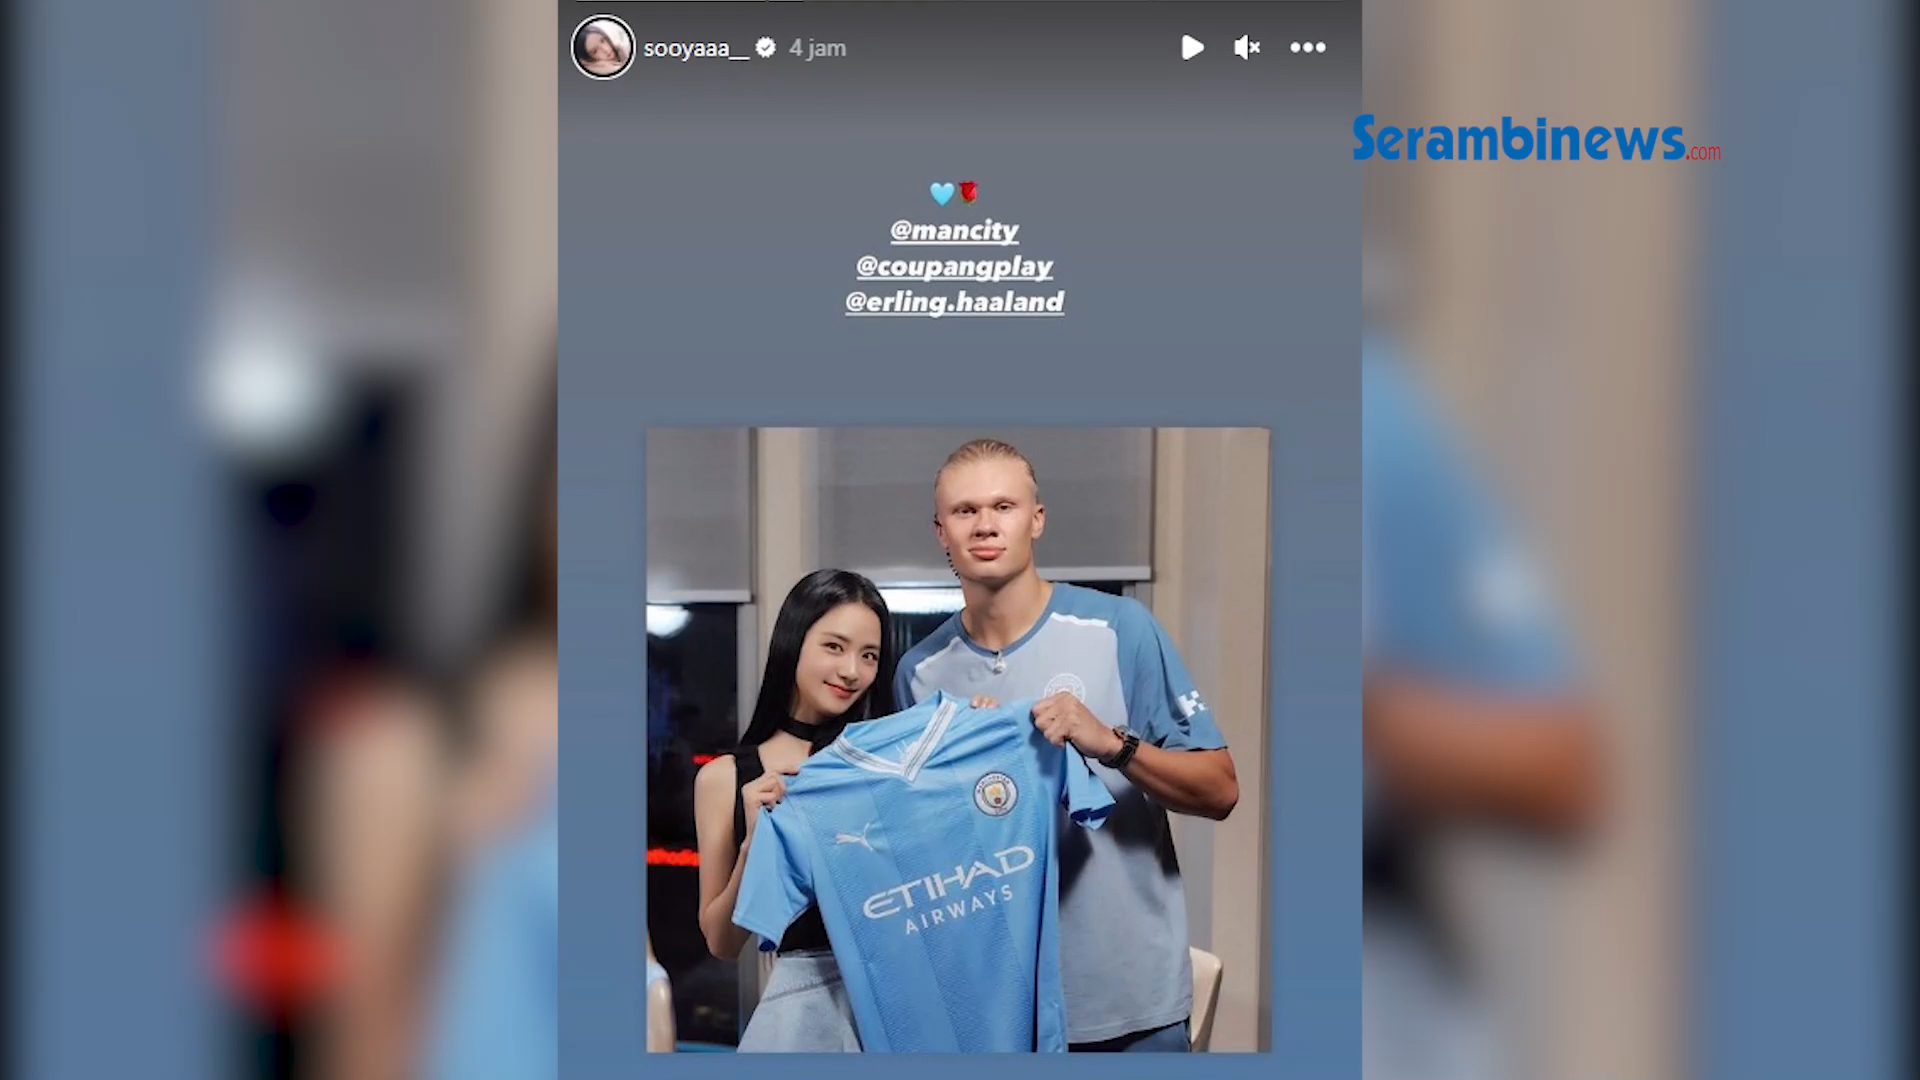 sooyaaa__ 4 jam
Serambinews.com
🩵🌹
@mancity
@coupangplay
@erling.haaland
ETIHAD
AIRWAYS